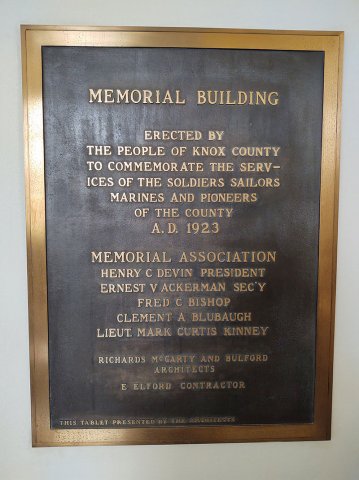 MEMORIAL BUILDING
ERECTED BY
THE PEOPLE OF KNOX COUNTY
TO COMMEMORATE THE SERV-
ICES OF THE SOLDIERS SAILORS
MARINES AND PIONEERS
OF THE COUNTY
A.D. 1923
MEMORIAL ASSOCIATION
HENRY C DEVIN PRESIDENT
ERNEST V ACKERMAN SEC'Y
FRED C BISHOP
CLEMENT A BLUBAUGH
LIEUT. MARK CURTIS KINNEY
RICHARDS MCCARTY AND BULFORD
ARCHITECTS
E ELFORD CONTRACTOR
THIS TABLET PRESENTED BY THE ARCHITECTS